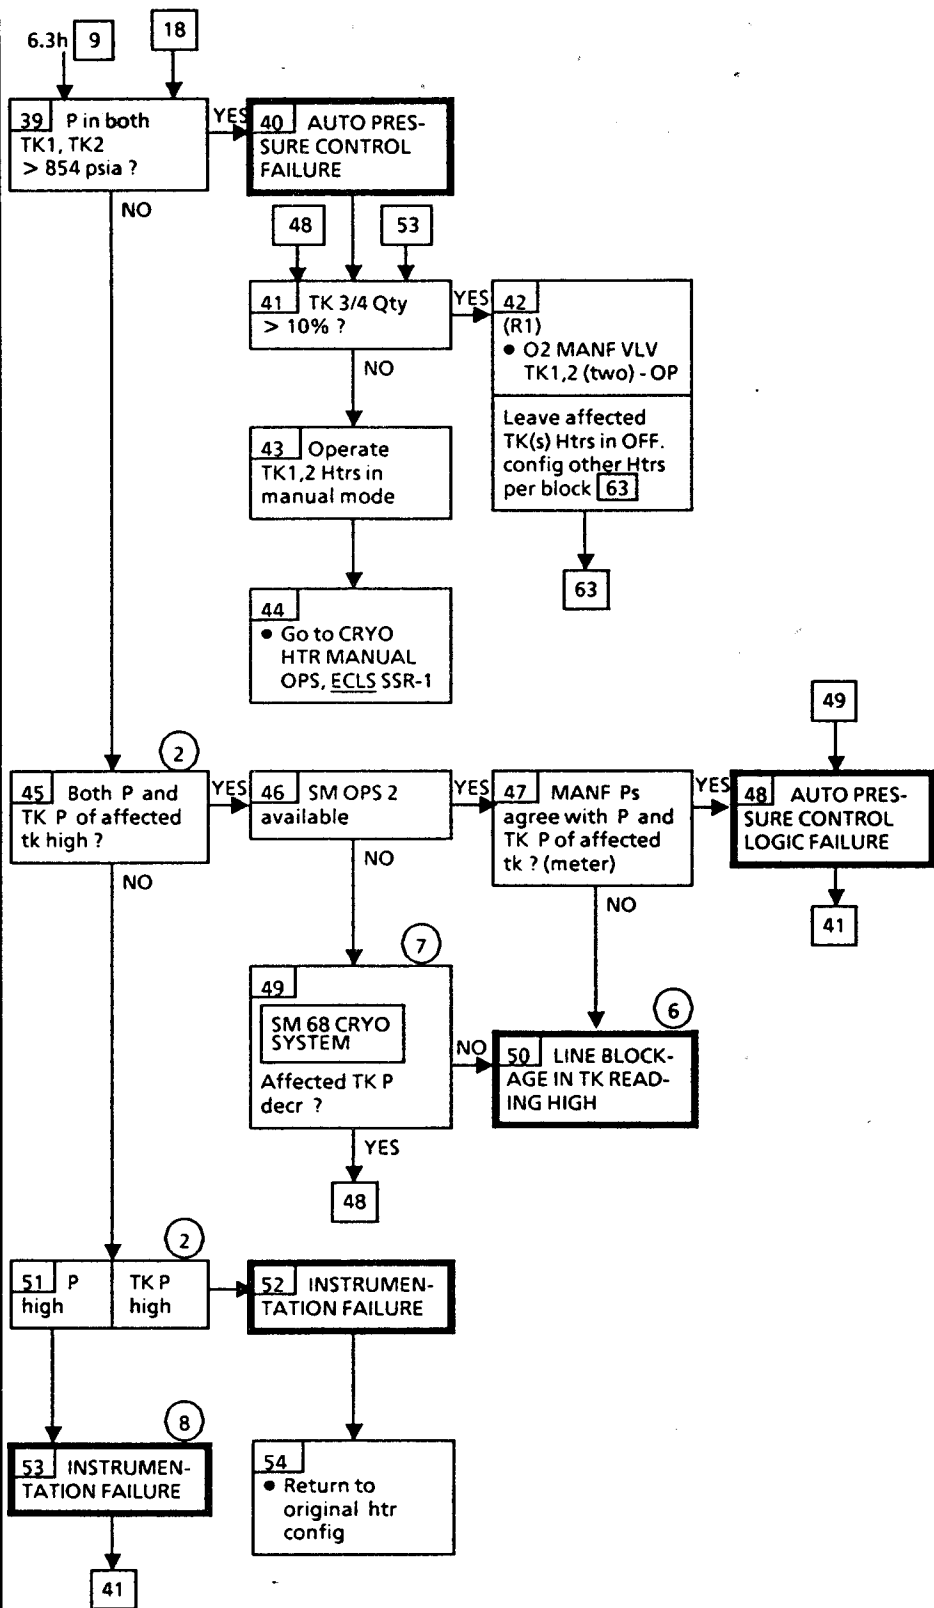 6.3h 9
18
39 P in both
TK1, TK2
> 854 psia ?
YES
NO
40 AUTO PRES-
SURE CONTROL
FAILURE
48
53
41 TK 3/4 Qty
> 10% ?
YES
NO
42
(R1)
● O2 MANF VLV
TK1,2 (two) - OP
Leave affected
TK(s) Htrs in OFF.
config other Htrs
per block 63
63
43 Operate
TK1,2 Htrs in
manual mode
44
● Go to CRYO
HTR MANUAL
OPS, ECLS SSR-1
2
45 Both P and
TK P of affected
tk high ?
YES
NO
46 SM OPS 2
available
YES
NO
47 MANF Ps
agree with P and
TK P of affected
tk ? (meter)
YES
NO
49
48 AUTO PRES-
SURE CONTROL
LOGIC FAILURE
41
7
49
SM 68 CRYO
SYSTEM
Affected TK P
decr ?
NO
YES
48
6
50 LINE BLOCK-
AGE IN TK READ-
ING HIGH
2
51 P
high
TK P
high
52 INSTRUMEN-
TATION FAILURE
8
53 INSTRUMEN-
TATION FAILURE
41
54
● Return to
original htr
config